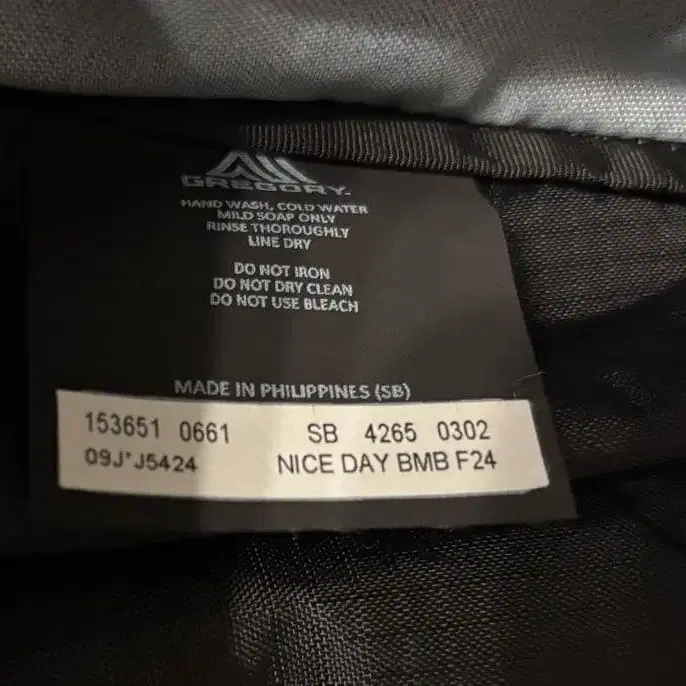 GREGORY.
HAND WASH, COLD WATER
MILD SOAP ONLY
RINSE THOROUGHLY
LINE DRY
DO NOT IRON
DO NOT DRY CLEAN
DO NOT USE BLEACH
MADE IN PHILIPPINES (SB)
153651 0661 SB 4265 0302
09J*J5424 NICE DAY BMB F24